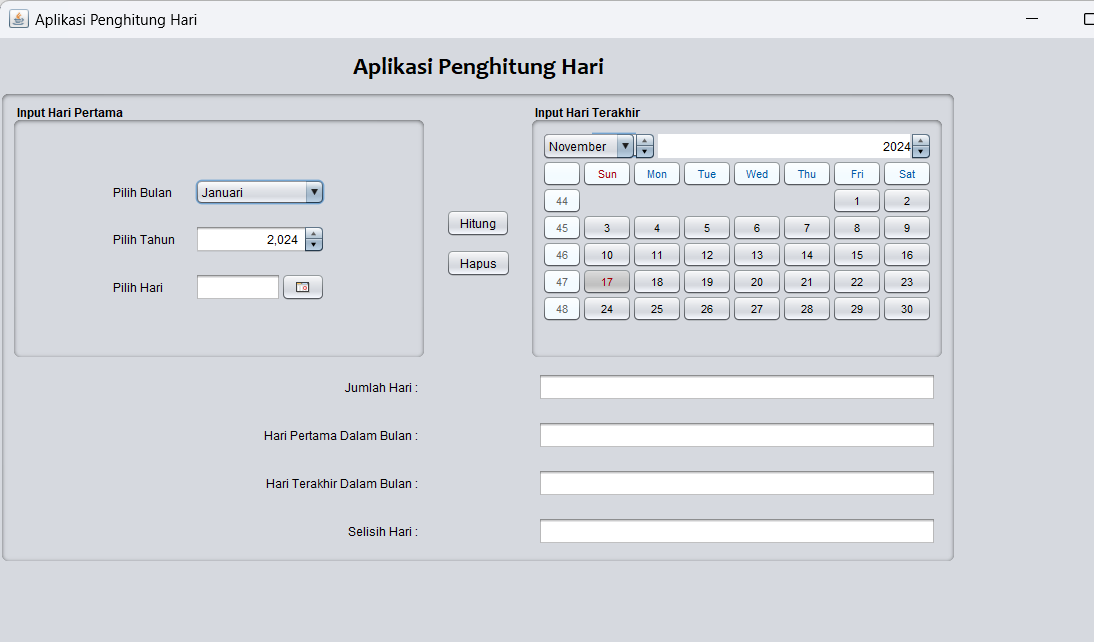 Aplikasi Penghitung Hari
Aplikasi Penghitung Hari
Input Hari Pertama
Pilih Bulan Januari
Pilih Tahun 2,024
Pilih Hari
Hitung
Hapus
Input Hari Terakhir
November 2024
Sun Mon Tue Wed Thu Fri Sat
44 1 2
45 3 4 5 6 7 8 9
46 10 11 12 13 14 15 16
47 17 18 19 20 21 22 23
48 24 25 26 27 28 29 30
Jumlah Hari :
Hari Pertama Dalam Bulan :
Hari Terakhir Dalam Bulan :
Selisih Hari :